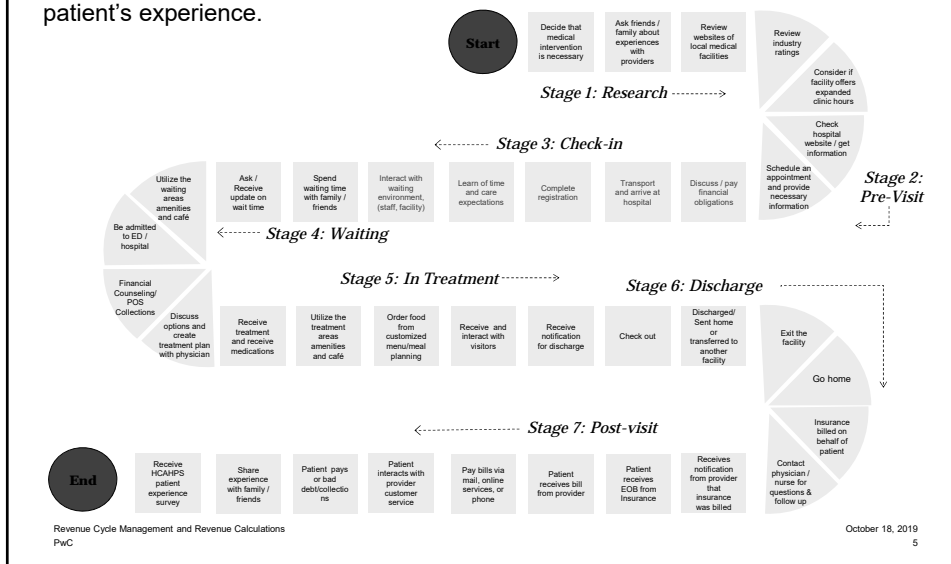 patient's experience.
Start
Decide that
medical
intervention
is necessary
Ask friends /
family about
experiences
with
providers
Review
websites of
local medical
facilities
Review
industry
ratings
Consider if
facility offers
expanded
clinic hours
Check
hospital
website / get
information
Schedule an
appointment
and provide
necessary
information
Stage 1: Research
Stage 2:
Pre-Visit
Stage 3: Check-in
Discuss / pay
financial
obligations
Transport
and arrive at
hospital
Complete
registration
Learn of time
and care
expectations
Interact with
waiting
environment,
(staff, facility)
Spend
waiting time
with family /
friends
Ask /
Receive
update on
wait time
Utilize the
waiting
areas
amenities
and café
Be admitted
to ED /
hospital
Stage 4: Waiting
Financial
Counseling/
POS
Collections
Discuss
options and
create
treatment plan
with physician
Stage 5: In Treatment
Receive
treatment
and receive
medications
Utilize the
treatment
areas
amenities
and café
Order food
from
customized
menu/meal
planning
Receive and
interact with
visitors
Receive
notification
for discharge
Check out
Discharged/
Sent home
or
transferred to
another
facility
Stage 6: Discharge
Exit the
facility
Go home
Insurance
billed on
behalf of
patient
Contact
physician /
nurse for
questions &
follow up
Stage 7: Post-visit
Receives
notification
from provider
that
insurance
was billed
Patient
receives
EOB from
Insurance
Patient
receives bill
from provider
Pay bills via
mail, online
services, or
phone
Patient
interacts with
provider
customer
service
Patient pays
or bad
debt/collectio
ns
Share
experience
with family /
friends
Receive
HCAHPS
patient
experience
survey
End
Revenue Cycle Management and Revenue Calculations
PwC
October 18, 2019
5